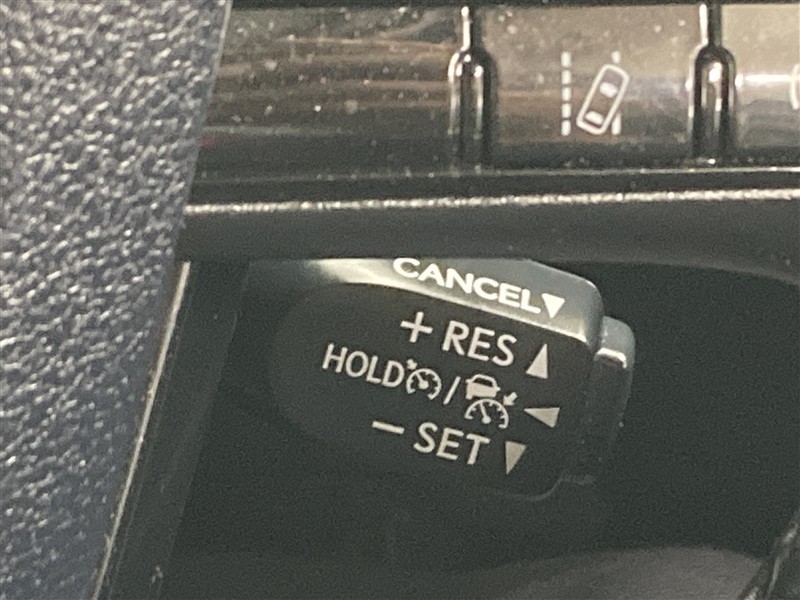 CANCEL▼
+ RES ▲
HOLD / ◀
− SET ▼